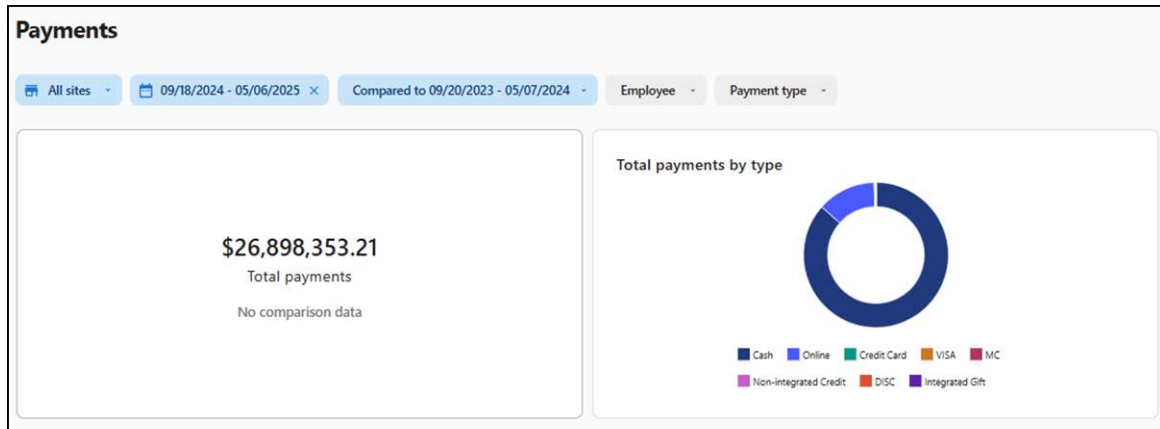 Payments
All sites
09/18/2024 - 05/06/2025 ×
Compared to 09/20/2023 - 05/07/2024
Employee
Payment type
$26,898,353.21
Total payments
No comparison data
Total payments by type
Cash Online Credit Card VISA MC
Non-integrated Credit DISC Integrated Gift